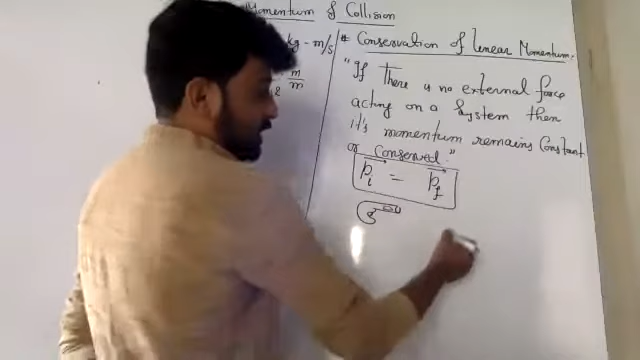 Momentum & Collision
kg-m/s
m
m
# Conservation of linear Momentum:
"If There is no external force
acting on a System then
it's momentum remains Constant
or Conserved."
Pi = Pf